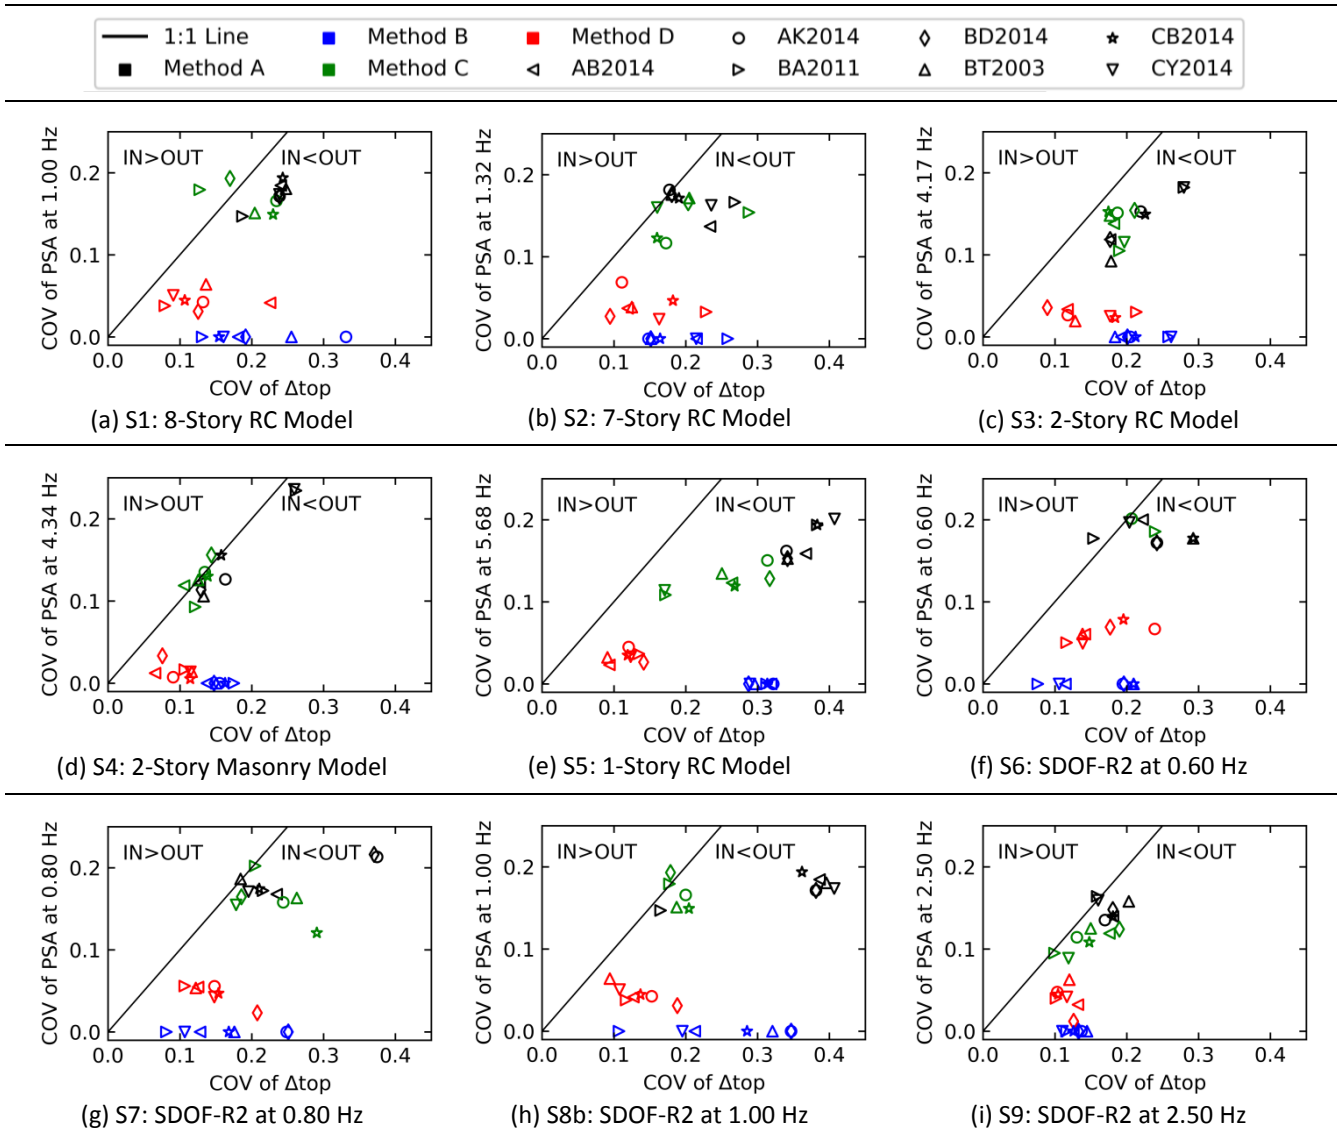 1:1 Line Method B Method D AK2014 BD2014 CB2014
Method A Method C AB2014 BA2011 BT2003 CY2014
COV of PSA at 1.00 Hz
0.2
0.1
0.0
IN>OUT IN<OUT
0.0 0.1 0.2 0.3 0.4
COV of Δtop
(a) S1: 8-Story RC Model
COV of PSA at 1.32 Hz
0.2
0.1
0.0
IN>OUT IN<OUT
0.0 0.1 0.2 0.3 0.4
COV of Δtop
(b) S2: 7-Story RC Model
COV of PSA at 4.17 Hz
0.2
0.1
0.0
IN>OUT IN<OUT
0.0 0.1 0.2 0.3 0.4
COV of Δtop
(c) S3: 2-Story RC Model
COV of PSA at 4.34 Hz
0.2
0.1
0.0
IN>OUT IN<OUT
0.0 0.1 0.2 0.3 0.4
COV of Δtop
(d) S4: 2-Story Masonry Model
COV of PSA at 5.68 Hz
0.2
0.1
0.0
IN>OUT IN<OUT
0.0 0.1 0.2 0.3 0.4
COV of Δtop
(e) S5: 1-Story RC Model
COV of PSA at 0.60 Hz
0.2
0.1
0.0
IN>OUT IN<OUT
0.0 0.1 0.2 0.3 0.4
COV of Δtop
(f) S6: SDOF-R2 at 0.60 Hz
COV of PSA at 0.80 Hz
0.2
0.1
0.0
IN>OUT IN<OUT
0.0 0.1 0.2 0.3 0.4
COV of Δtop
(g) S7: SDOF-R2 at 0.80 Hz
COV of PSA at 1.00 Hz
0.2
0.1
0.0
IN>OUT IN<OUT
0.0 0.1 0.2 0.3 0.4
COV of Δtop
(h) S8b: SDOF-R2 at 1.00 Hz
COV of PSA at 2.50 Hz
0.2
0.1
0.0
IN>OUT IN<OUT
0.0 0.1 0.2 0.3 0.4
COV of Δtop
(i) S9: SDOF-R2 at 2.50 Hz